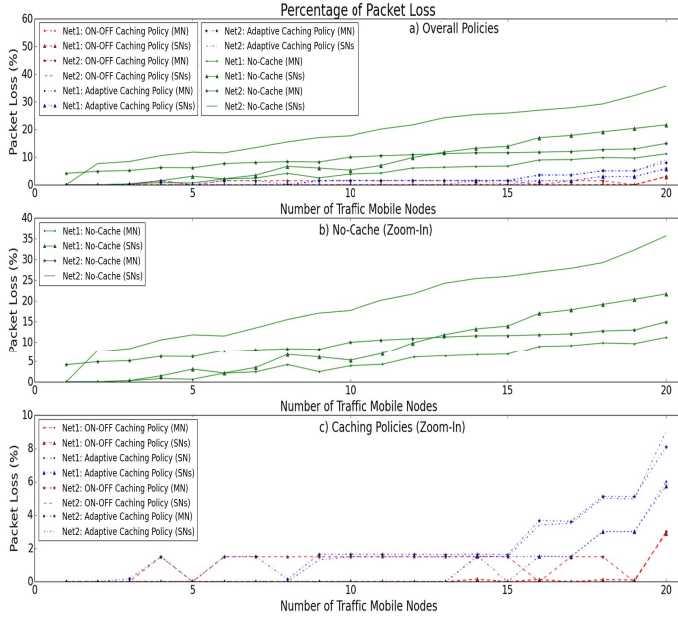 Percentage of Packet Loss
a) Overall Policies
Net1: ON-OFF Caching Policy (MN)
Net1: ON-OFF Caching Policy (SNs)
Net2: ON-OFF Caching Policy (MN)
Net2: ON-OFF Caching Policy (SNs)
Net1: Adaptive Caching Policy (MN)
Net1: Adaptive Caching Policy (SNs)
Net2: Adaptive Caching Policy (MN)
Net2: Adaptive Caching Policy (SNs
Net1: No-Cache (MN)
Net1: No-Cache (SNs)
Net2: No-Cache (MN)
Net2: No-Cache (SNs)
Packet Loss (%)
60
50
40
30
20
10
0
0 5 10 15 20
Number of Traffic Mobile Nodes
b) No-Cache (Zoom-In)
Net1: No-Cache (MN)
Net1: No-Cache (SNs)
Net2: No-Cache (MN)
Net2: No-Cache (SNs)
Packet Loss (%)
40
35
30
25
20
15
10
5
0
0 5 10 15 20
Number of Traffic Mobile Nodes
c) Caching Policies (Zoom-In)
Net1: ON-OFF Caching Policy (MN)
Net1: ON-OFF Caching Policy (SNs)
Net1: Adaptive Caching Policy (SN)
Net1: Adaptive Caching Policy (SNs)
Net2: ON-OFF Caching Policy (MN)
Net2: ON-OFF Caching Policy (SNs)
Net2: Adaptive Caching Policy (MN)
Net2: Adaptive Caching Policy (SNs)
Packet Loss (%)
10
8
6
4
2
0
0 5 10 15 20
Number of Traffic Mobile Nodes